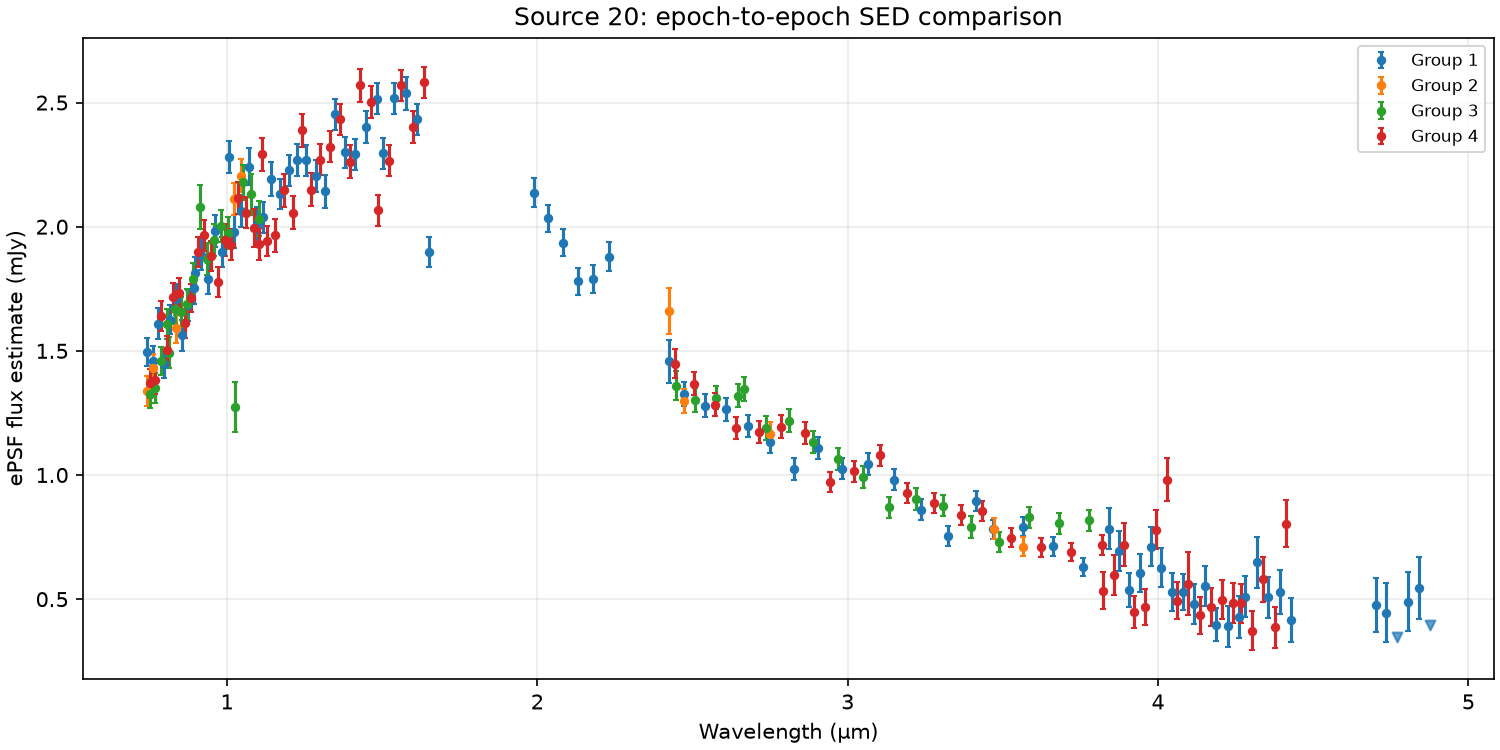 Source 20: epoch-to-epoch SED comparison
Group 1
Group 2
Group 3
Group 4
ePSF flux estimate (mJy)
2.5
2.0
1.5
1.0
0.5
1 2 3 4 5
Wavelength (μm)